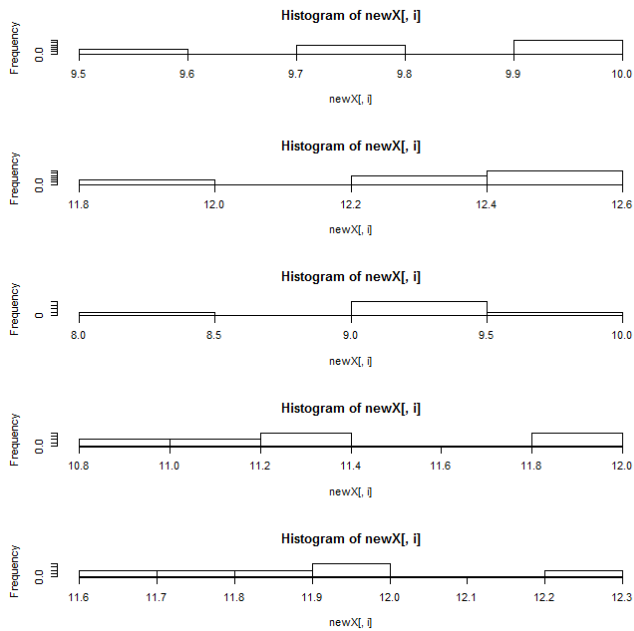 Histogram of newX[, i]
Frequency
0.0
9.5 9.6 9.7 9.8 9.9 10.0
newX[, i]
Histogram of newX[, i]
Frequency
0.0
11.8 12.0 12.2 12.4 12.6
newX[, i]
Histogram of newX[, i]
Frequency
0
8.0 8.5 9.0 9.5 10.0
newX[, i]
Histogram of newX[, i]
Frequency
0.0
10.8 11.0 11.2 11.4 11.6 11.8 12.0
newX[, i]
Histogram of newX[, i]
Frequency
0.0
11.6 11.7 11.8 11.9 12.0 12.1 12.2 12.3
newX[, i]